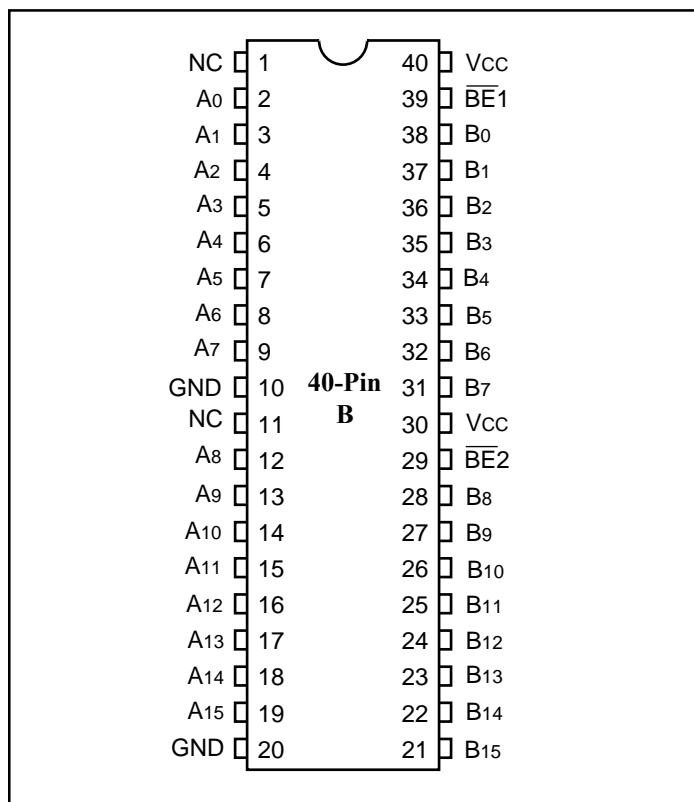 NC 1 40 VCC
A0 2 39 B̅E̅1
A1 3 38 B0
A2 4 37 B1
A3 5 36 B2
A4 6 35 B3
A5 7 34 B4
A6 8 33 B5
A7 9 32 B6
GND 10 40-Pin 31 B7
NC 11 B 30 VCC
A8 12 29 B̅E̅2
A9 13 28 B8
A10 14 27 B9
A11 15 26 B10
A12 16 25 B11
A13 17 24 B12
A14 18 23 B13
A15 19 22 B14
GND 20 21 B15